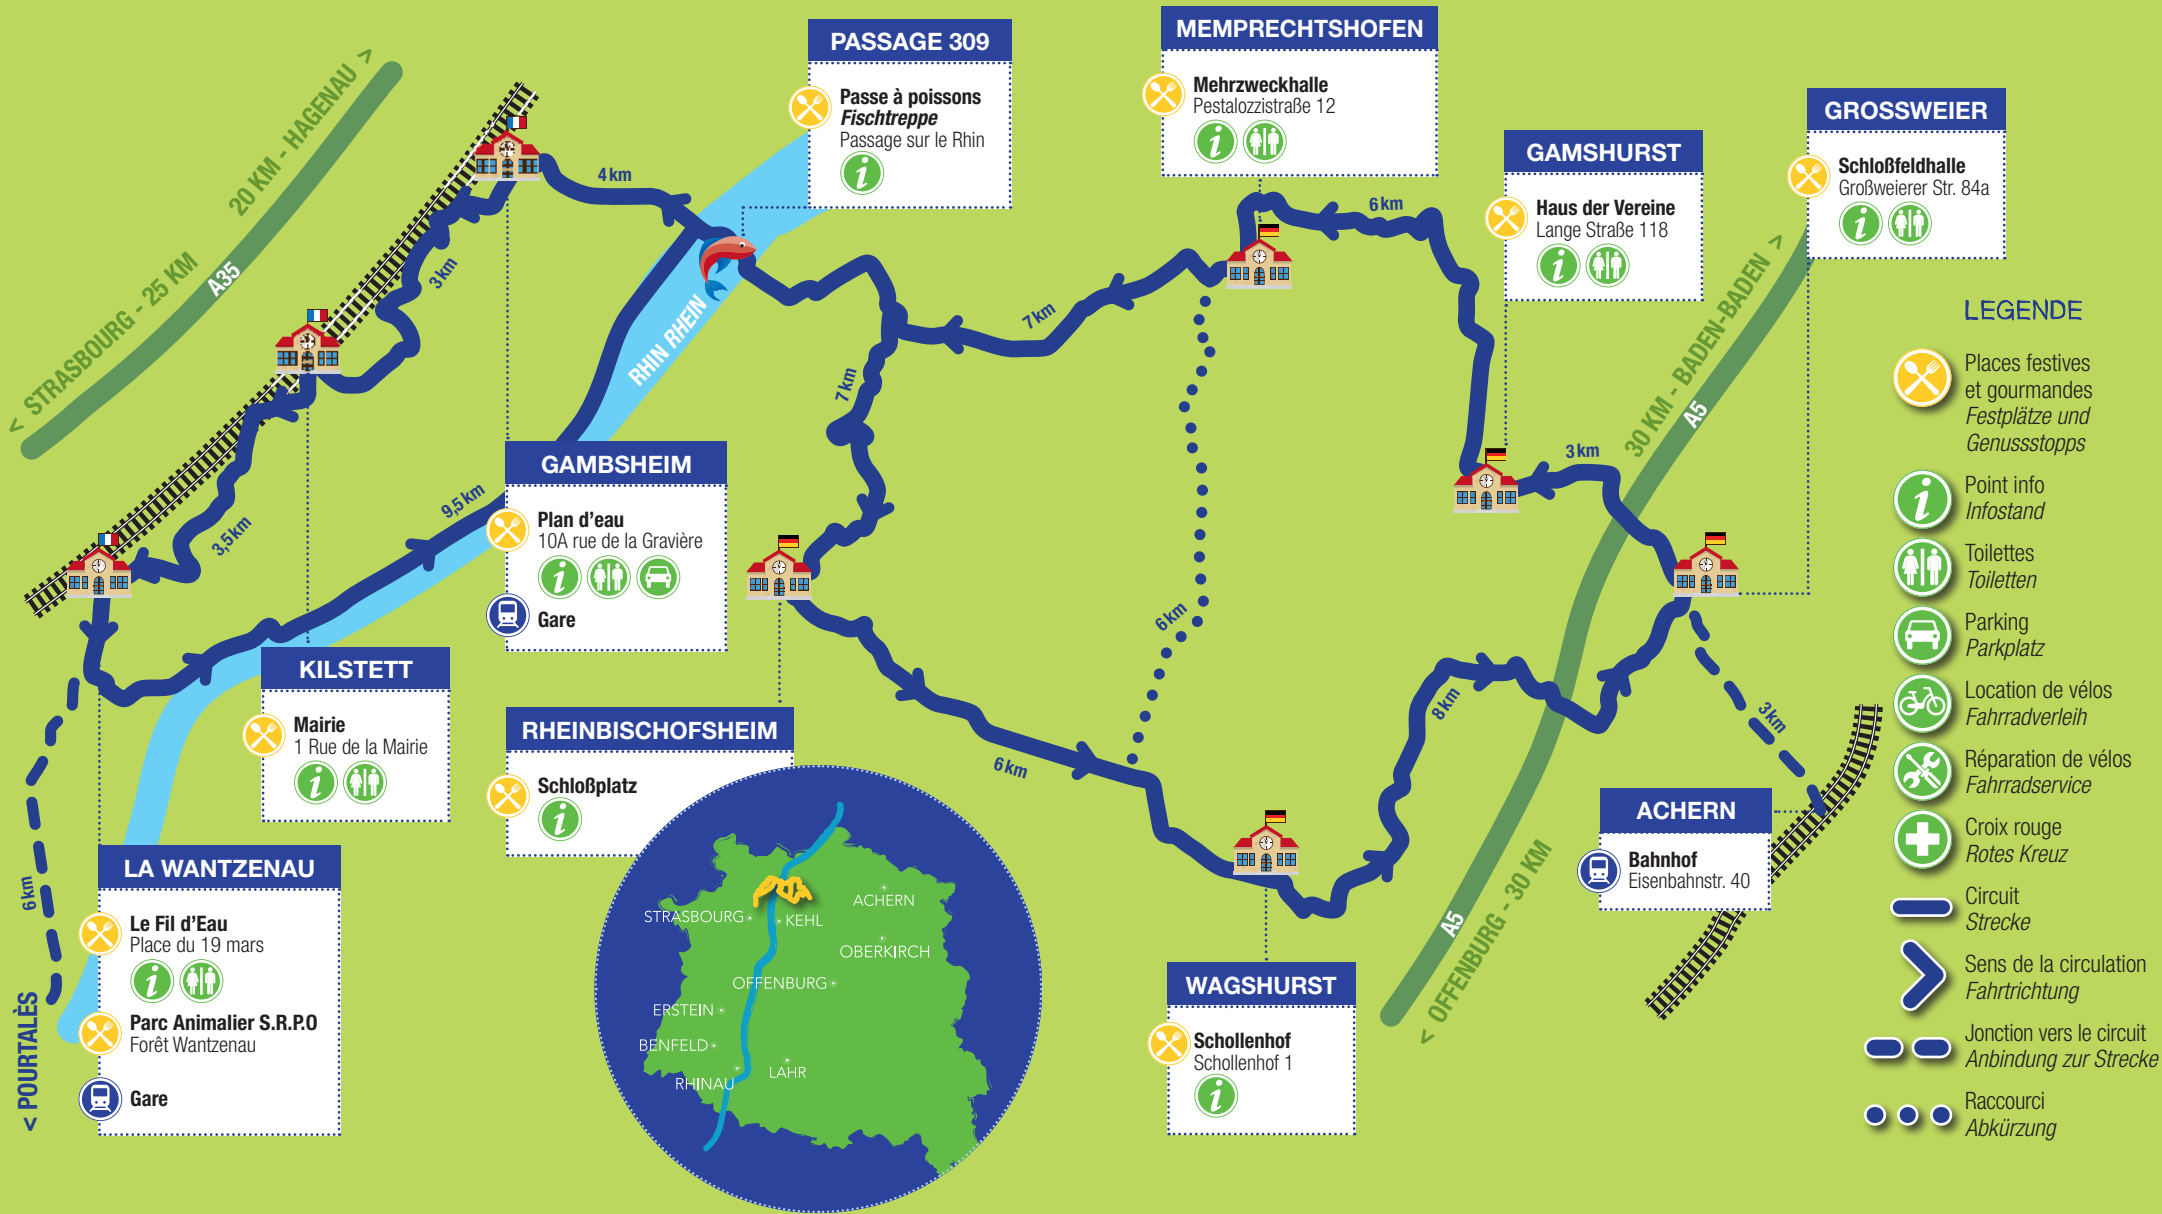 PASSAGE 309
Passe à poissons
Fischtreppe
Passage sur le Rhin
MEMPRECHTSHOFEN
Mehrzweckhalle
Pestalozzistraße 12
GAMSHURST
Haus der Vereine
Lange Straße 118
GROSSWEIER
Schloßfeldhalle
Großweierer Str. 84a
< STRASBOURG - 25 KM
20 KM - HAGENAU >
A35
4 km
3 km
3,5 km
9,5 km
RHIN RHEIN
7 km
7 km
6 km
3 km
30 KM - BADEN-BADEN >
A5
6 km
6 km
8 km
3 km
A5
< OFFENBURG - 30 KM
6 km
< POURTALÈS
GAMBSHEIM
Plan d'eau
10A rue de la Gravière
Gare
KILSTETT
Mairie
1 Rue de la Mairie
RHEINBISCHOFSHEIM
Schloßplatz
LA WANTZENAU
Le Fil d'Eau
Place du 19 mars
Parc Animalier S.R.P.O
Forêt Wantzenau
Gare
STRASBOURG
KEHL
ACHERN
OBERKIRCH
OFFENBURG
ERSTEIN
BENFELD
RHINAU
LAHR
WAGSHURST
Schollenhof
Schollenhof 1
ACHERN
Bahnhof
Eisenbahnstr. 40
LEGENDE
Places festives
et gourmandes
Festplätze und
Genussstopps
Point info
Infostand
Toilettes
Toiletten
Parking
Parkplatz
Location de vélos
Fahrradverleih
Réparation de vélos
Fahrradservice
Croix rouge
Rotes Kreuz
Circuit
Strecke
Sens de la circulation
Fahrtrichtung
Jonction vers le circuit
Anbindung zur Strecke
Raccourci
Abkürzung